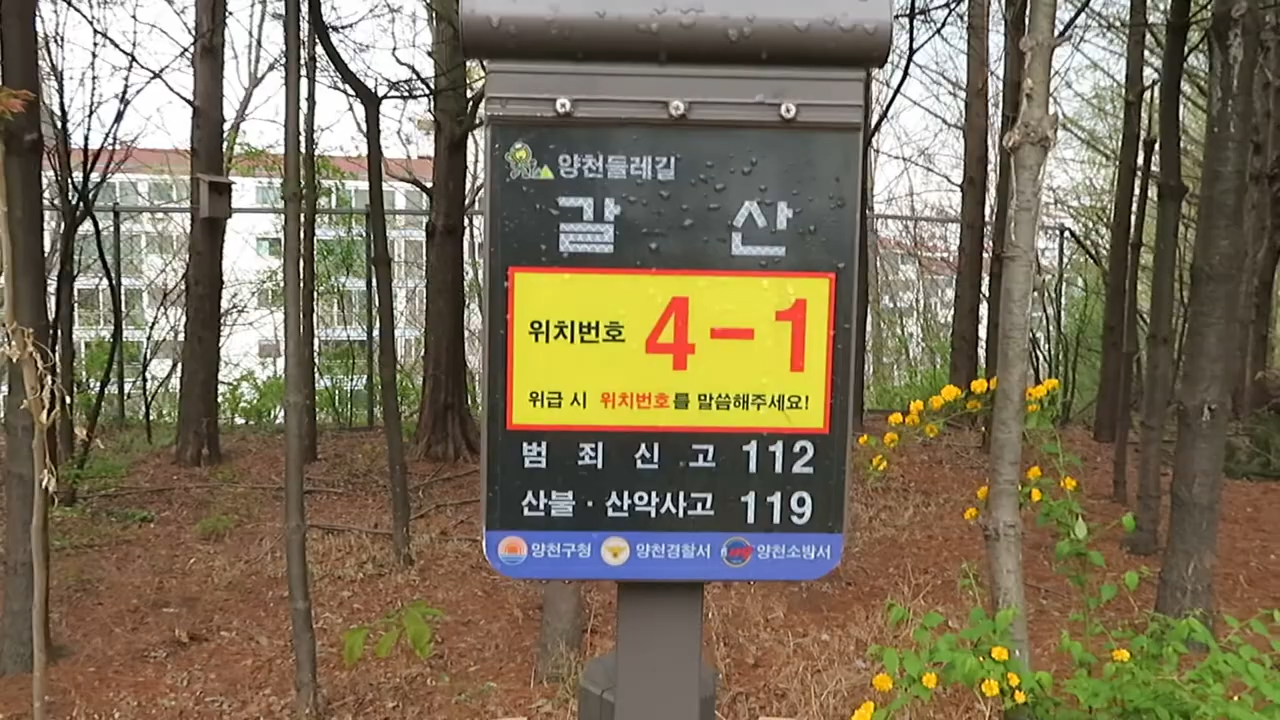 양천둘레길
갈 산
위치번호 4-1
위급 시 위치번호를 말씀해주세요!
범 죄 신 고 112
산불 · 산악사고 119
양천구청 양천경찰서 양천소방서